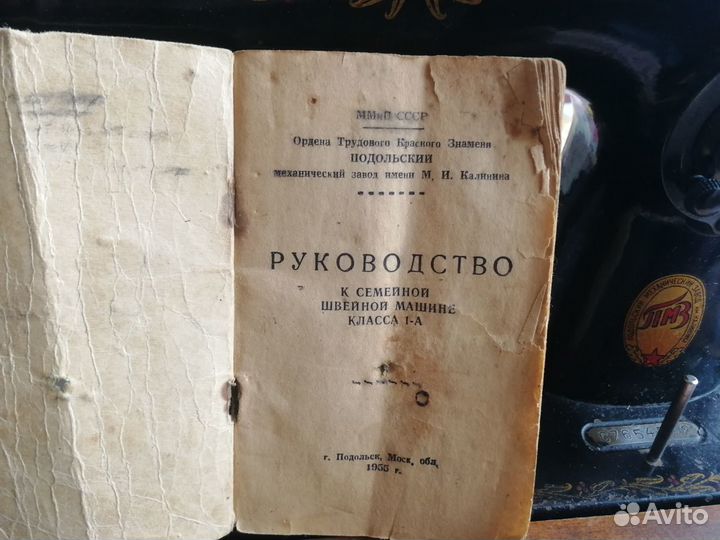 ММиП СССР
Ордена Трудового Красного Знамени
ПОДОЛЬСКИЙ
механический завод имени М. И. Калинина
РУКОВОДСТВО
К СЕМЕЙНОЙ
ШВЕЙНОЙ МАШИНЕ
КЛАССА 1-А
г. Подольск, Моск. обл.
1955 г.
ПМЗ
Avito